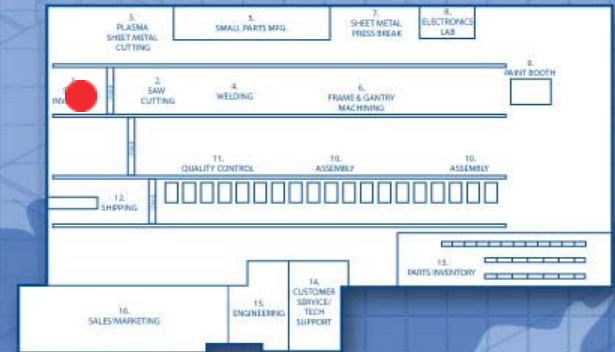 3.
PLASMA
SHEET METAL
CUTTING
5.
SMALL PARTS MFG.
7.
SHEET METAL
PRESS BREAK
8.
ELECTRONICS
LAB
9.
PAINT BOOTH
2.
SAW
CUTTING
4.
WELDING
6.
FRAME & GANTRY
MACHINING
11.
QUALITY CONTROL
10.
ASSEMBLY
10.
ASSEMBLY
12.
SHIPPING
13.
PARTS INVENTORY
14.
CUSTOMER
SERVICE/
TECH
SUPPORT
15.
ENGINEERING
16.
SALES/MARKETING